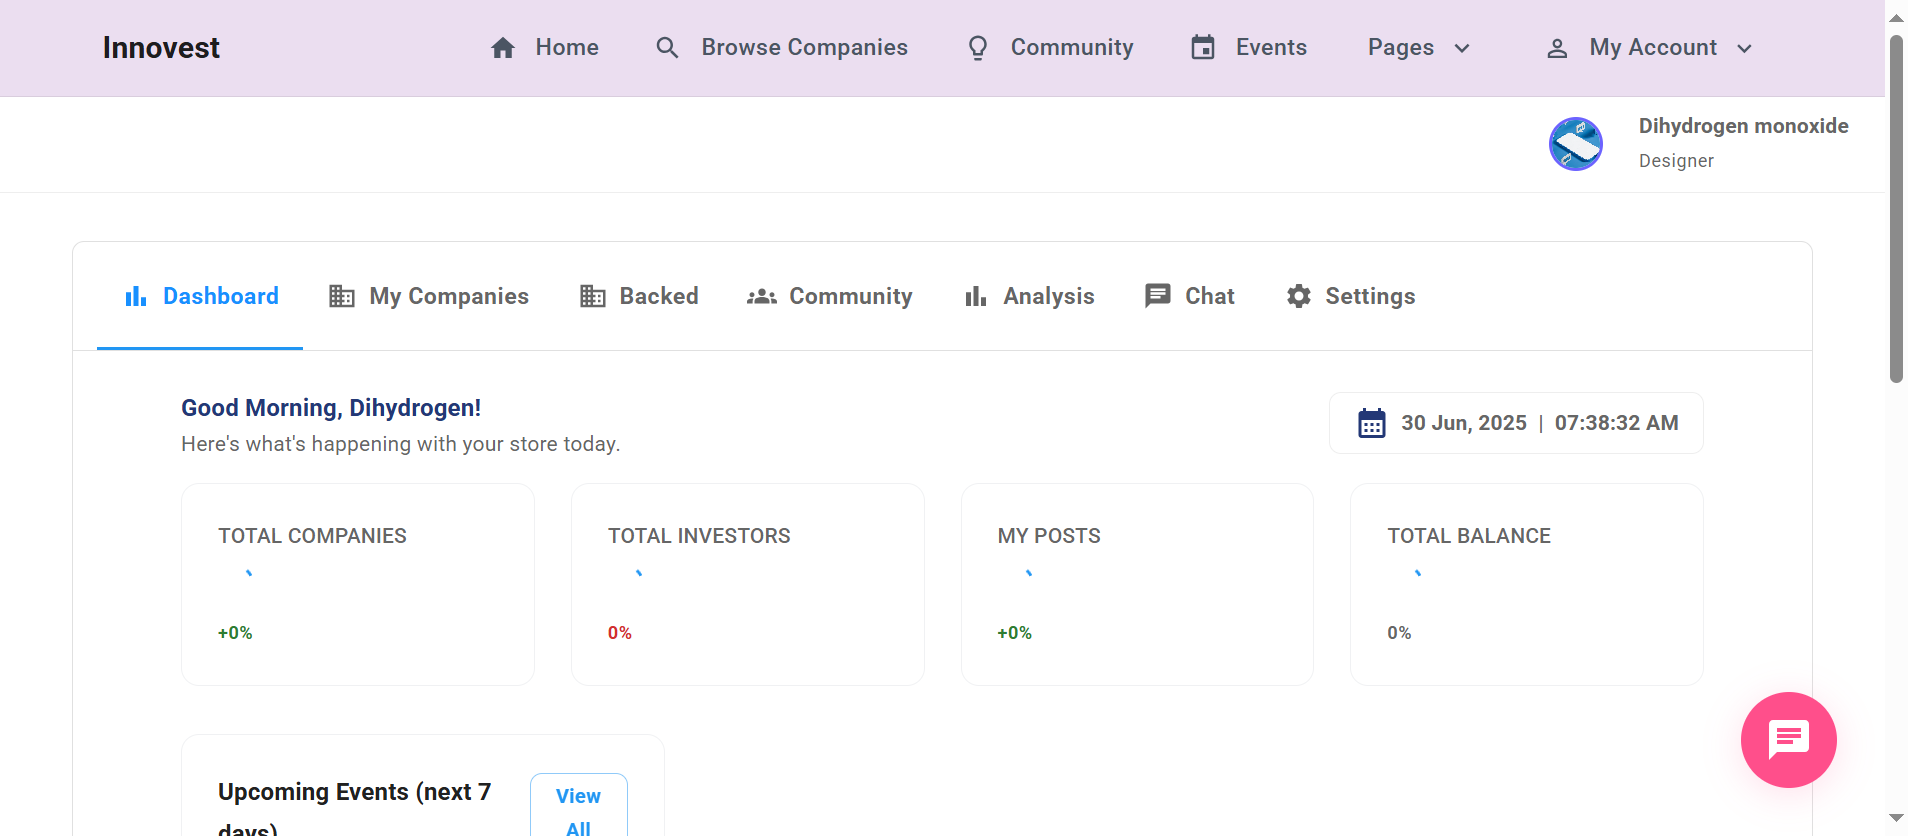 Innovest
Home
Browse Companies
Community
Events
Pages
My Account
Dihydrogen monoxide
Designer
Dashboard
My Companies
Backed
Community
Analysis
Chat
Settings
Good Morning, Dihydrogen!
Here's what's happening with your store today.
30 Jun, 2025 | 07:38:32 AM
TOTAL COMPANIES
+0%
TOTAL INVESTORS
0%
MY POSTS
+0%
TOTAL BALANCE
0%
Upcoming Events (next 7
days)
View
All